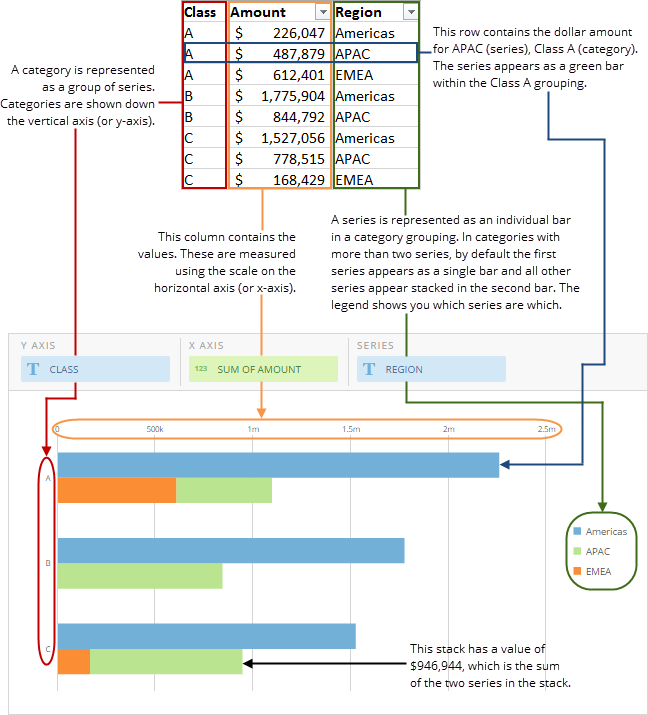 Class Amount Region
A $ 226,047 Americas
A $ 487,879 APAC
A $ 612,401 EMEA
B $ 1,775,904 Americas
B $ 844,792 APAC
C $ 1,527,056 Americas
C $ 778,515 APAC
C $ 168,429 EMEA
A category is represented
as a group of series.
Categories are shown down
the vertical axis (or y-axis).
This row contains the dollar amount
for APAC (series), Class A (category).
The series appears as a green bar
within the Class A grouping.
This column contains the
values. These are measured
using the scale on the
horizontal axis (or x-axis).
A series is represented as an individual bar
in a category grouping. In categories with
more than two series, by default the first
series appears as a single bar and all other
series appear stacked in the second bar. The
legend shows you which series are which.
Y AXIS X AXIS SERIES
T CLASS 123 SUM OF AMOUNT T REGION
0 500k 1m 1.5m 2m 2.5m
A
B
C
Americas
APAC
EMEA
This stack has a value of
$946,944, which is the sum
of the two series in the stack.